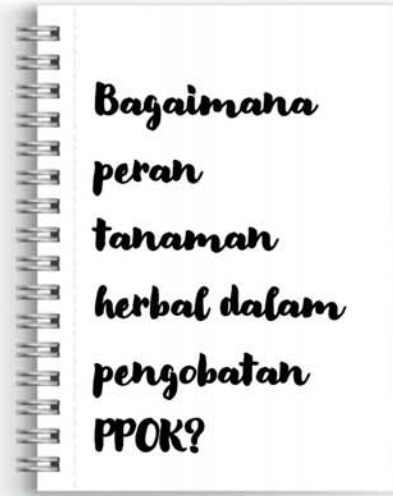 Bagaimana
peran
tanaman
herbal dalam
pengobatan
PPOK?